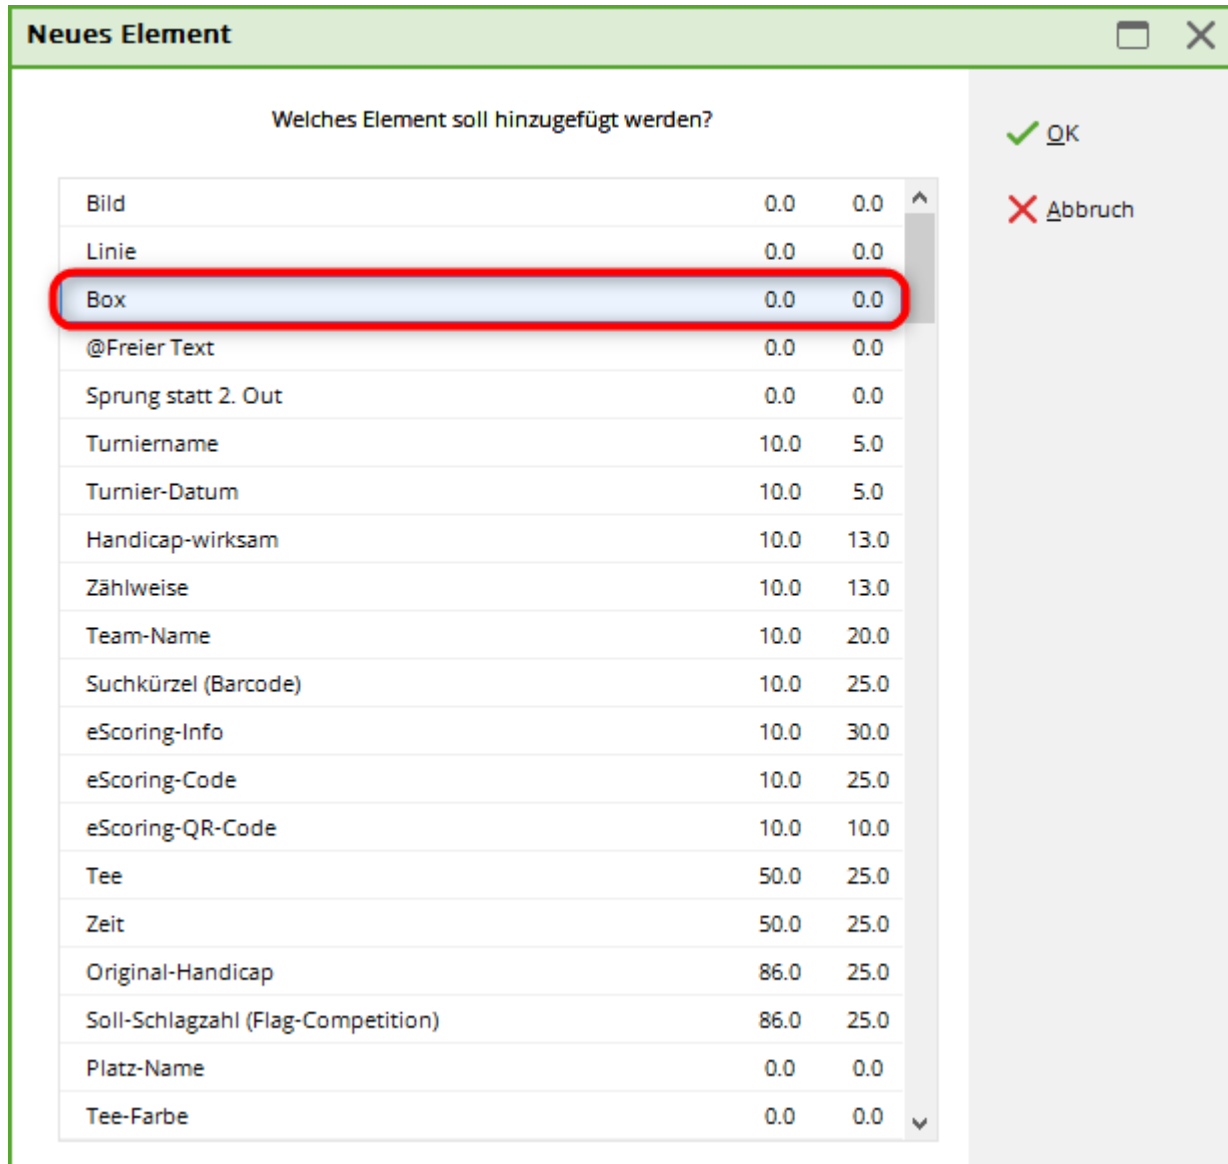 Neues Element
Welches Element soll hinzugefügt werden?
OK
Abbruch
Bild 0.0 0.0
Linie 0.0 0.0
Box 0.0 0.0
@Freier Text 0.0 0.0
Sprung statt 2. Out 0.0 0.0
Turniername 10.0 5.0
Turnier-Datum 10.0 5.0
Handicap-wirksam 10.0 13.0
Zählweise 10.0 13.0
Team-Name 10.0 20.0
Suchkürzel (Barcode) 10.0 25.0
eScoring-Info 10.0 30.0
eScoring-Code 10.0 25.0
eScoring-QR-Code 10.0 10.0
Tee 50.0 25.0
Zeit 50.0 25.0
Original-Handicap 86.0 25.0
Soll-Schlagzahl (Flag-Competition) 86.0 25.0
Platz-Name 0.0 0.0
Tee-Farbe 0.0 0.0